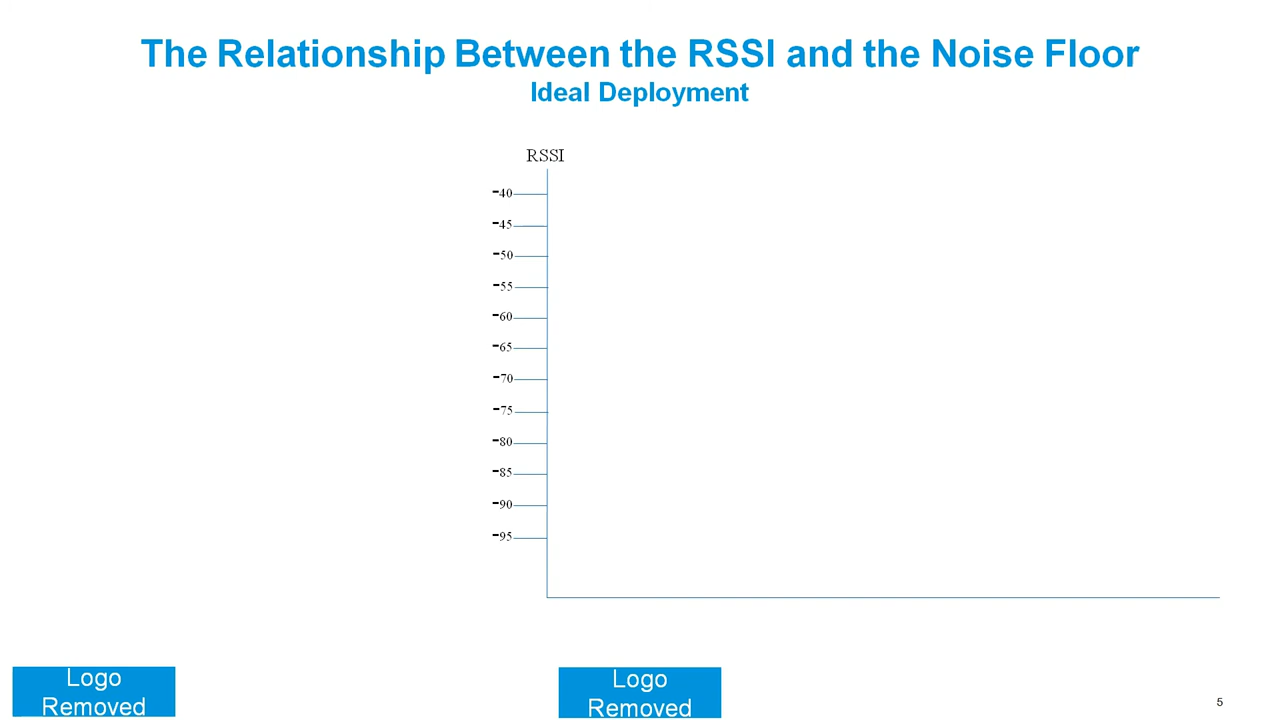 The Relationship Between the RSSI and the Noise Floor
Ideal Deployment
RSSI
-40
-45
-50
-55
-60
-65
-70
-75
-80
-85
-90
-95
Logo
Removed
Logo
Removed
5